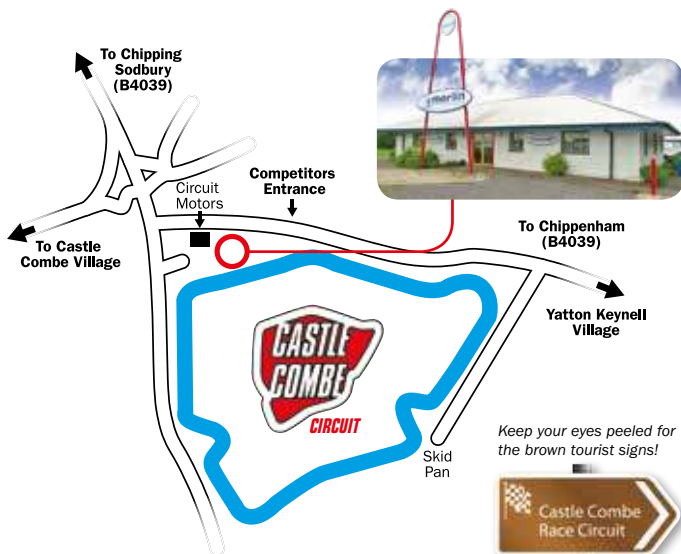 To Chipping
Sodbury
(B4039)
Circuit
Motors
Competitors
Entrance
merlin
To Castle
Combe Village
To Chippenham
(B4039)
Yatton Keynell
Village
CASTLE
COMBE
CIRCUIT
Skid
Pan
Keep your eyes peeled for
the brown tourist signs!
Castle Combe
Race Circuit